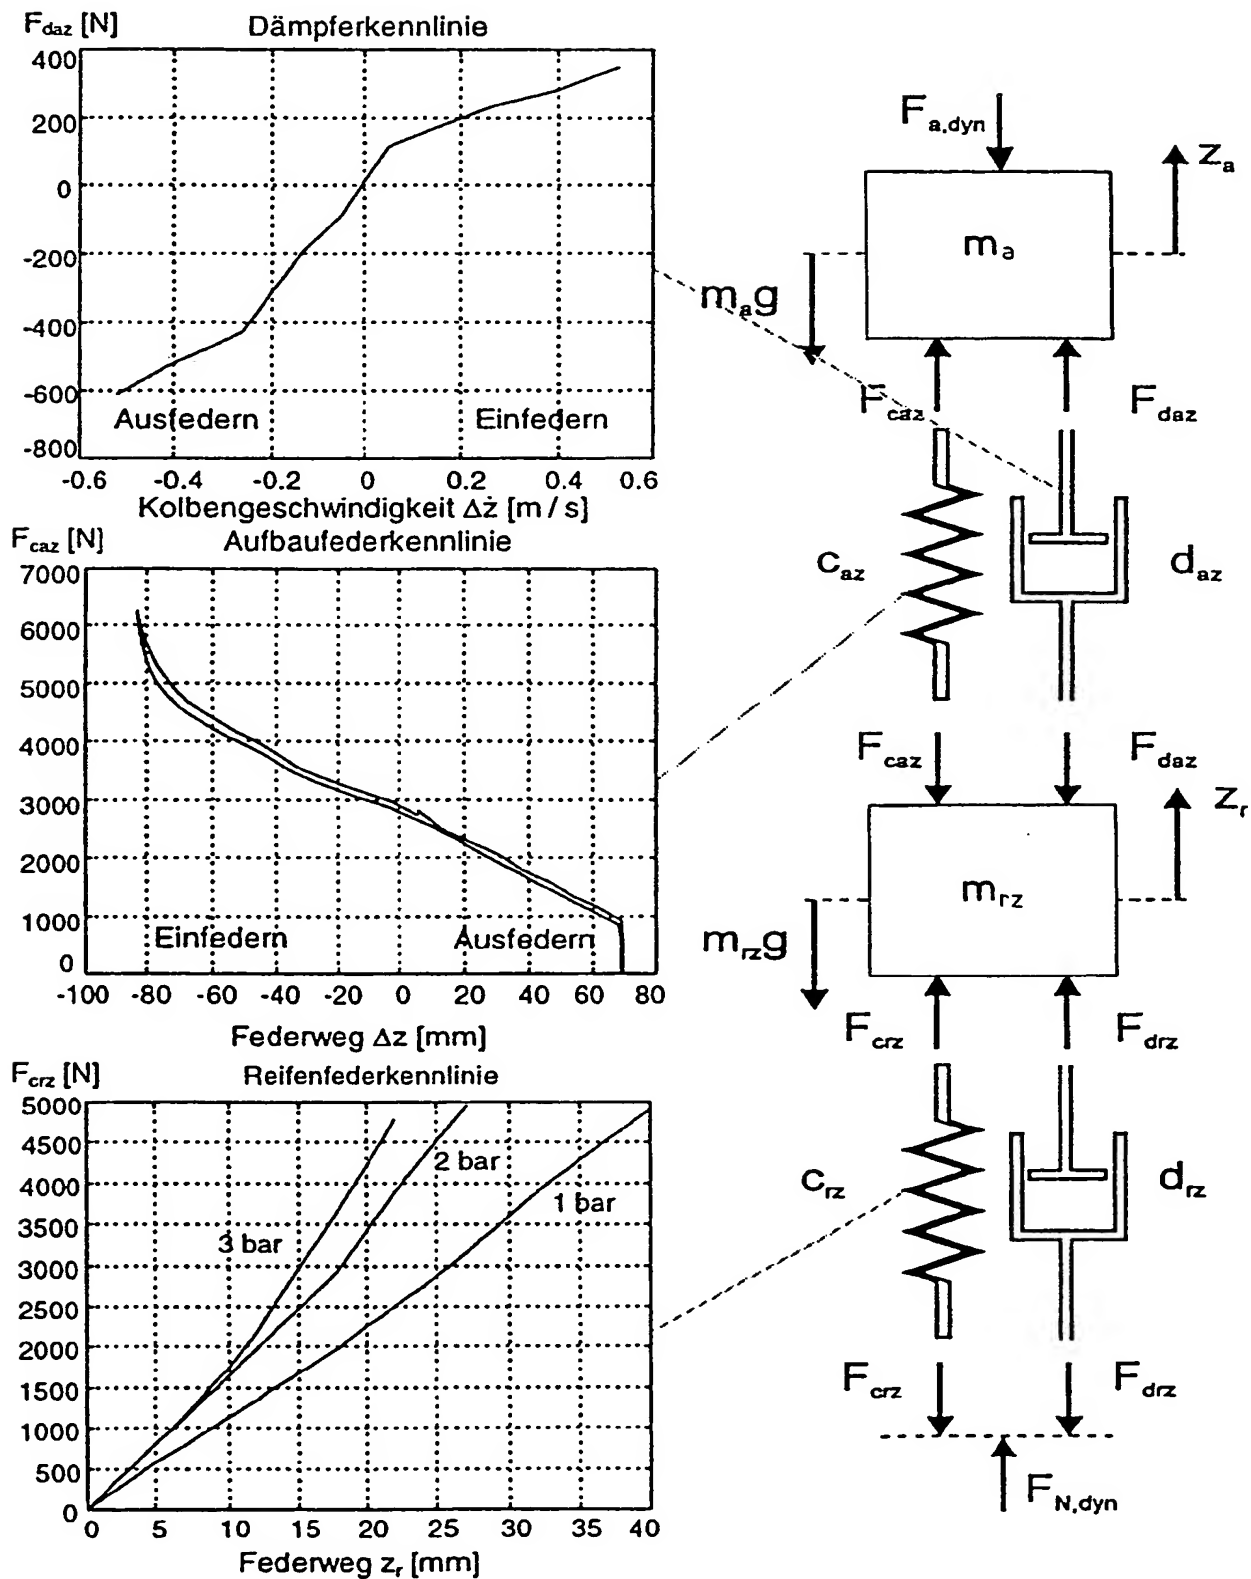 F_daz [N]
Dämpferkennlinie
400
200
0
-200
-400
-600
-800
Ausfedern
Einfedern
-0.6
-0.4
-0.2
0
0.2
0.4
0.6
Kolbengeschwindigkeit Δż [m / s]
F_caz [N]
Aufbaufederkennlinie
7000
6000
5000
4000
3000
2000
1000
0
Einfedern
Ausfedern
-100
-80
-60
-40
-20
0
20
40
60
80
Federweg Δz [mm]
F_crz [N]
Reifenfederkennlinie
5000
4500
4000
3500
3000
2500
2000
1500
1000
500
0
3 bar
2 bar
1 bar
0
5
10
15
20
25
30
35
40
Federweg z_r [mm]
F_a,dyn
z_a
m_a
m_a g
F_caz
F_daz
c_az
d_az
F_caz
F_daz
z_r
m_rz
m_rz g
F_crz
F_drz
c_rz
d_rz
F_crz
F_drz
F_N,dyn